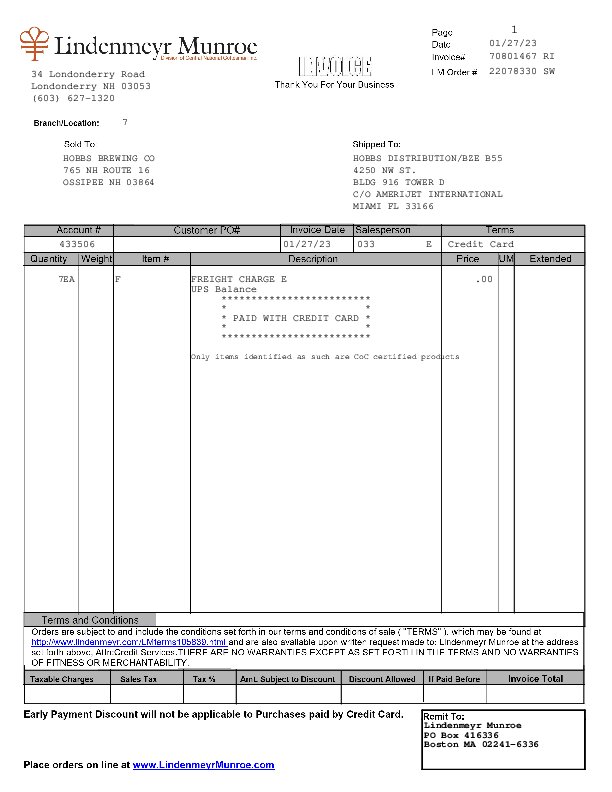 Lindenmeyr Munroe
Division of Central National Gottesman Inc.
34 Londonderry Road
Londonderry NH 03053
(603) 627-1320
INVOICE
Thank You For Your Business
Page 1
Date 01/27/23
Invoice# 70801467 RI
LM Order # 22078330 SW
Branch/Location: 7
Sold To
HOBBS BREWING CO
765 NH ROUTE 16
OSSIPEE NH 03864
Shipped To:
HOBBS DISTRIBUTION/BZE B55
4250 NW ST.
BLDG 916 TOWER D
C/O AMERIJET INTERNATIONAL
MIAMI FL 33166
Account # Customer PO# Invoice Date Salesperson Terms
433506 01/27/23 033 E Credit Card
Quantity Weight Item # Description Price UM Extended
7EA F FREIGHT CHARGE E .00
UPS Balance
*************************
* *
* PAID WITH CREDIT CARD *
* *
*************************
Only items identified as such are CoC certified products
Terms and Conditions
Orders are subject to and include the conditions set forth in our terms and conditions of sale ( "TERMS" ), which may be found at
http://www.lindenmeyr.com/LMterms105839.html and are also available upon written request made to: Lindenmeyr Munroe at the address
set forth above, Attn:Credit Services.THERE ARE NO WARRANTIES EXCEPT AS SET FORTH IN THE TERMS AND NO WARRANTIES
OF FITNESS OR MERCHANTABILITY.
Taxable Charges Sales Tax Tax % Amt. Subject to Discount Discount Allowed If Paid Before Invoice Total
Early Payment Discount will not be applicable to Purchases paid by Credit Card.
Remit To:
Lindenmeyr Munroe
PO Box 416336
Boston MA 02241-6336
Place orders on line at www.LindenmeyrMunroe.com